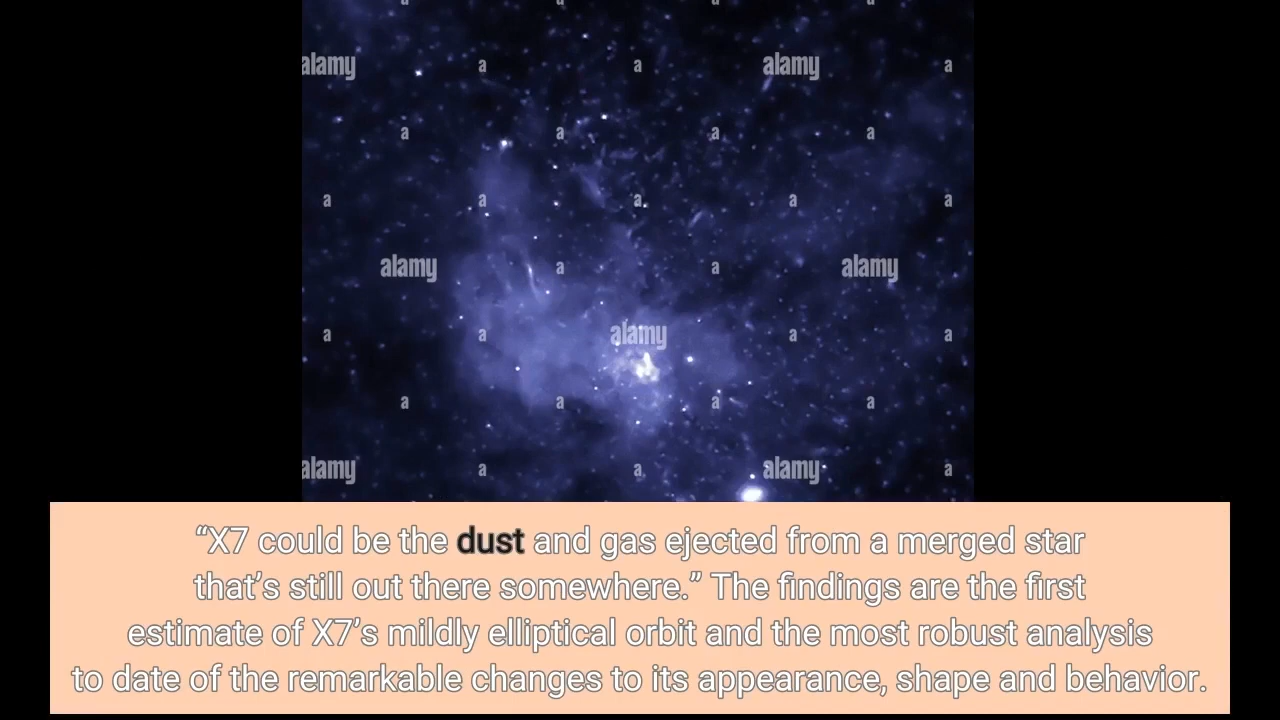 alamy a a alamy a
a a a a
a a a a a
alamy a a alamy
a a alamy a a
a a a a
alamy a a alamy a
“X7 could be the dust and gas ejected from a merged star
that’s still out there somewhere.” The findings are the first
estimate of X7’s mildly elliptical orbit and the most robust analysis
to date of the remarkable changes to its appearance, shape and behavior.